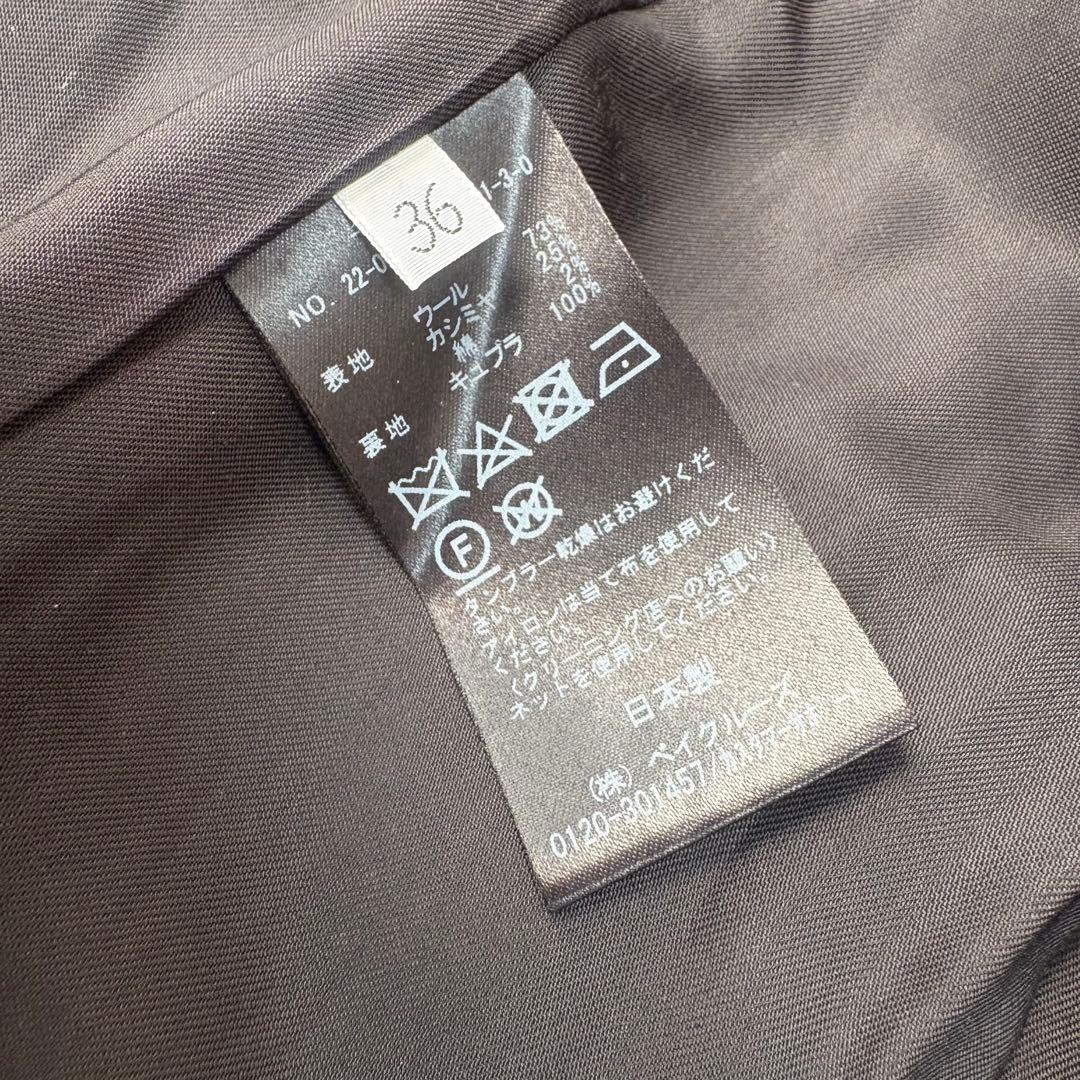 36
NO. 22-0 1-3-0
表地 ウール 73%
カシミヤ 25%
綿 2%
裏地 キュプラ 100%
F
W
タンブラー乾燥はお避けくだ
さい。
アイロンは当て布を使用して
ください。
くクリーニング店へのお願い〉
ネットを使用してください。
日本製
(株) ベイクルーズ
0120-301457/